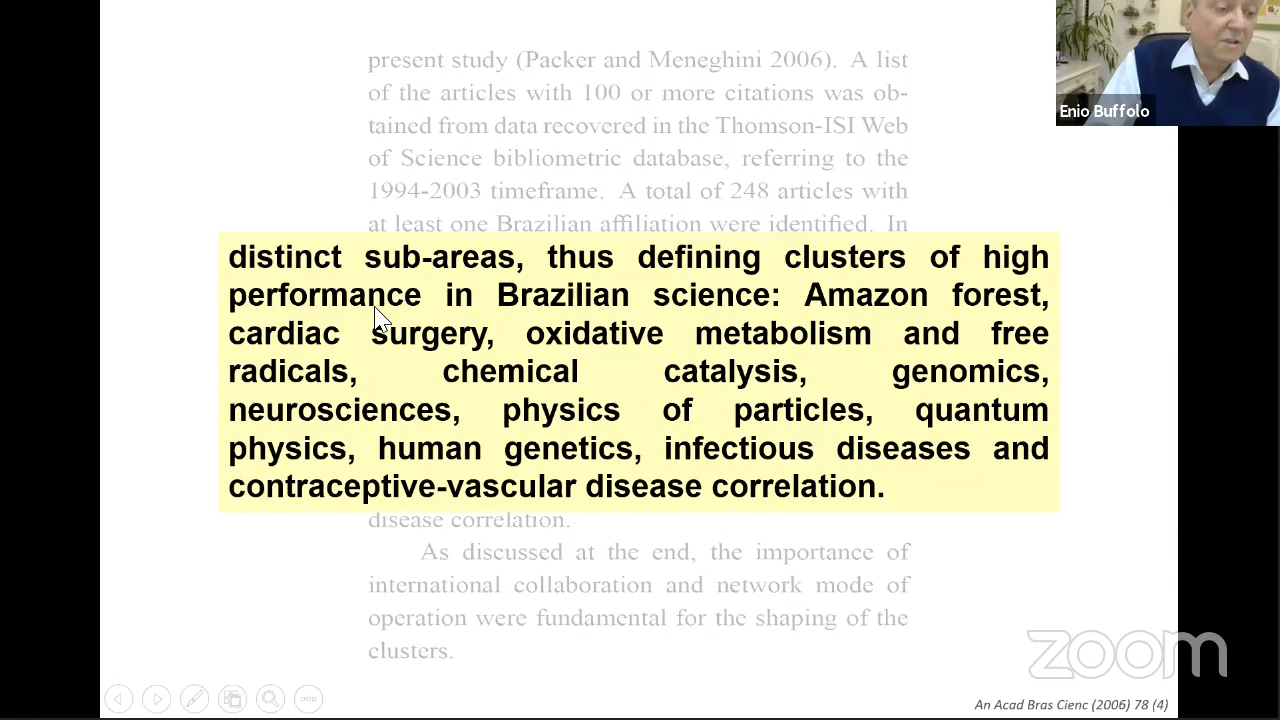 present study (Packer and Meneghini 2006). A list
of the articles with 100 or more citations was ob-
tained from data recovered in the Thomson-ISI Web
of Science bibliometric database, referring to the
1994-2003 timeframe. A total of 248 articles with
at least one Brazilian affiliation were identified. In
distinct sub-areas, thus defining clusters of high
performance in Brazilian science: Amazon forest,
cardiac surgery, oxidative metabolism and free
radicals, chemical catalysis, genomics,
neurosciences, physics of particles, quantum
physics, human genetics, infectious diseases and
contraceptive-vascular disease correlation.
disease correlation.
As discussed at the end, the importance of
international collaboration and network mode of
operation were fundamental for the shaping of the
clusters.
Enio Buffolo
zoom
An Acad Bras Cienc (2006) 78 (4)